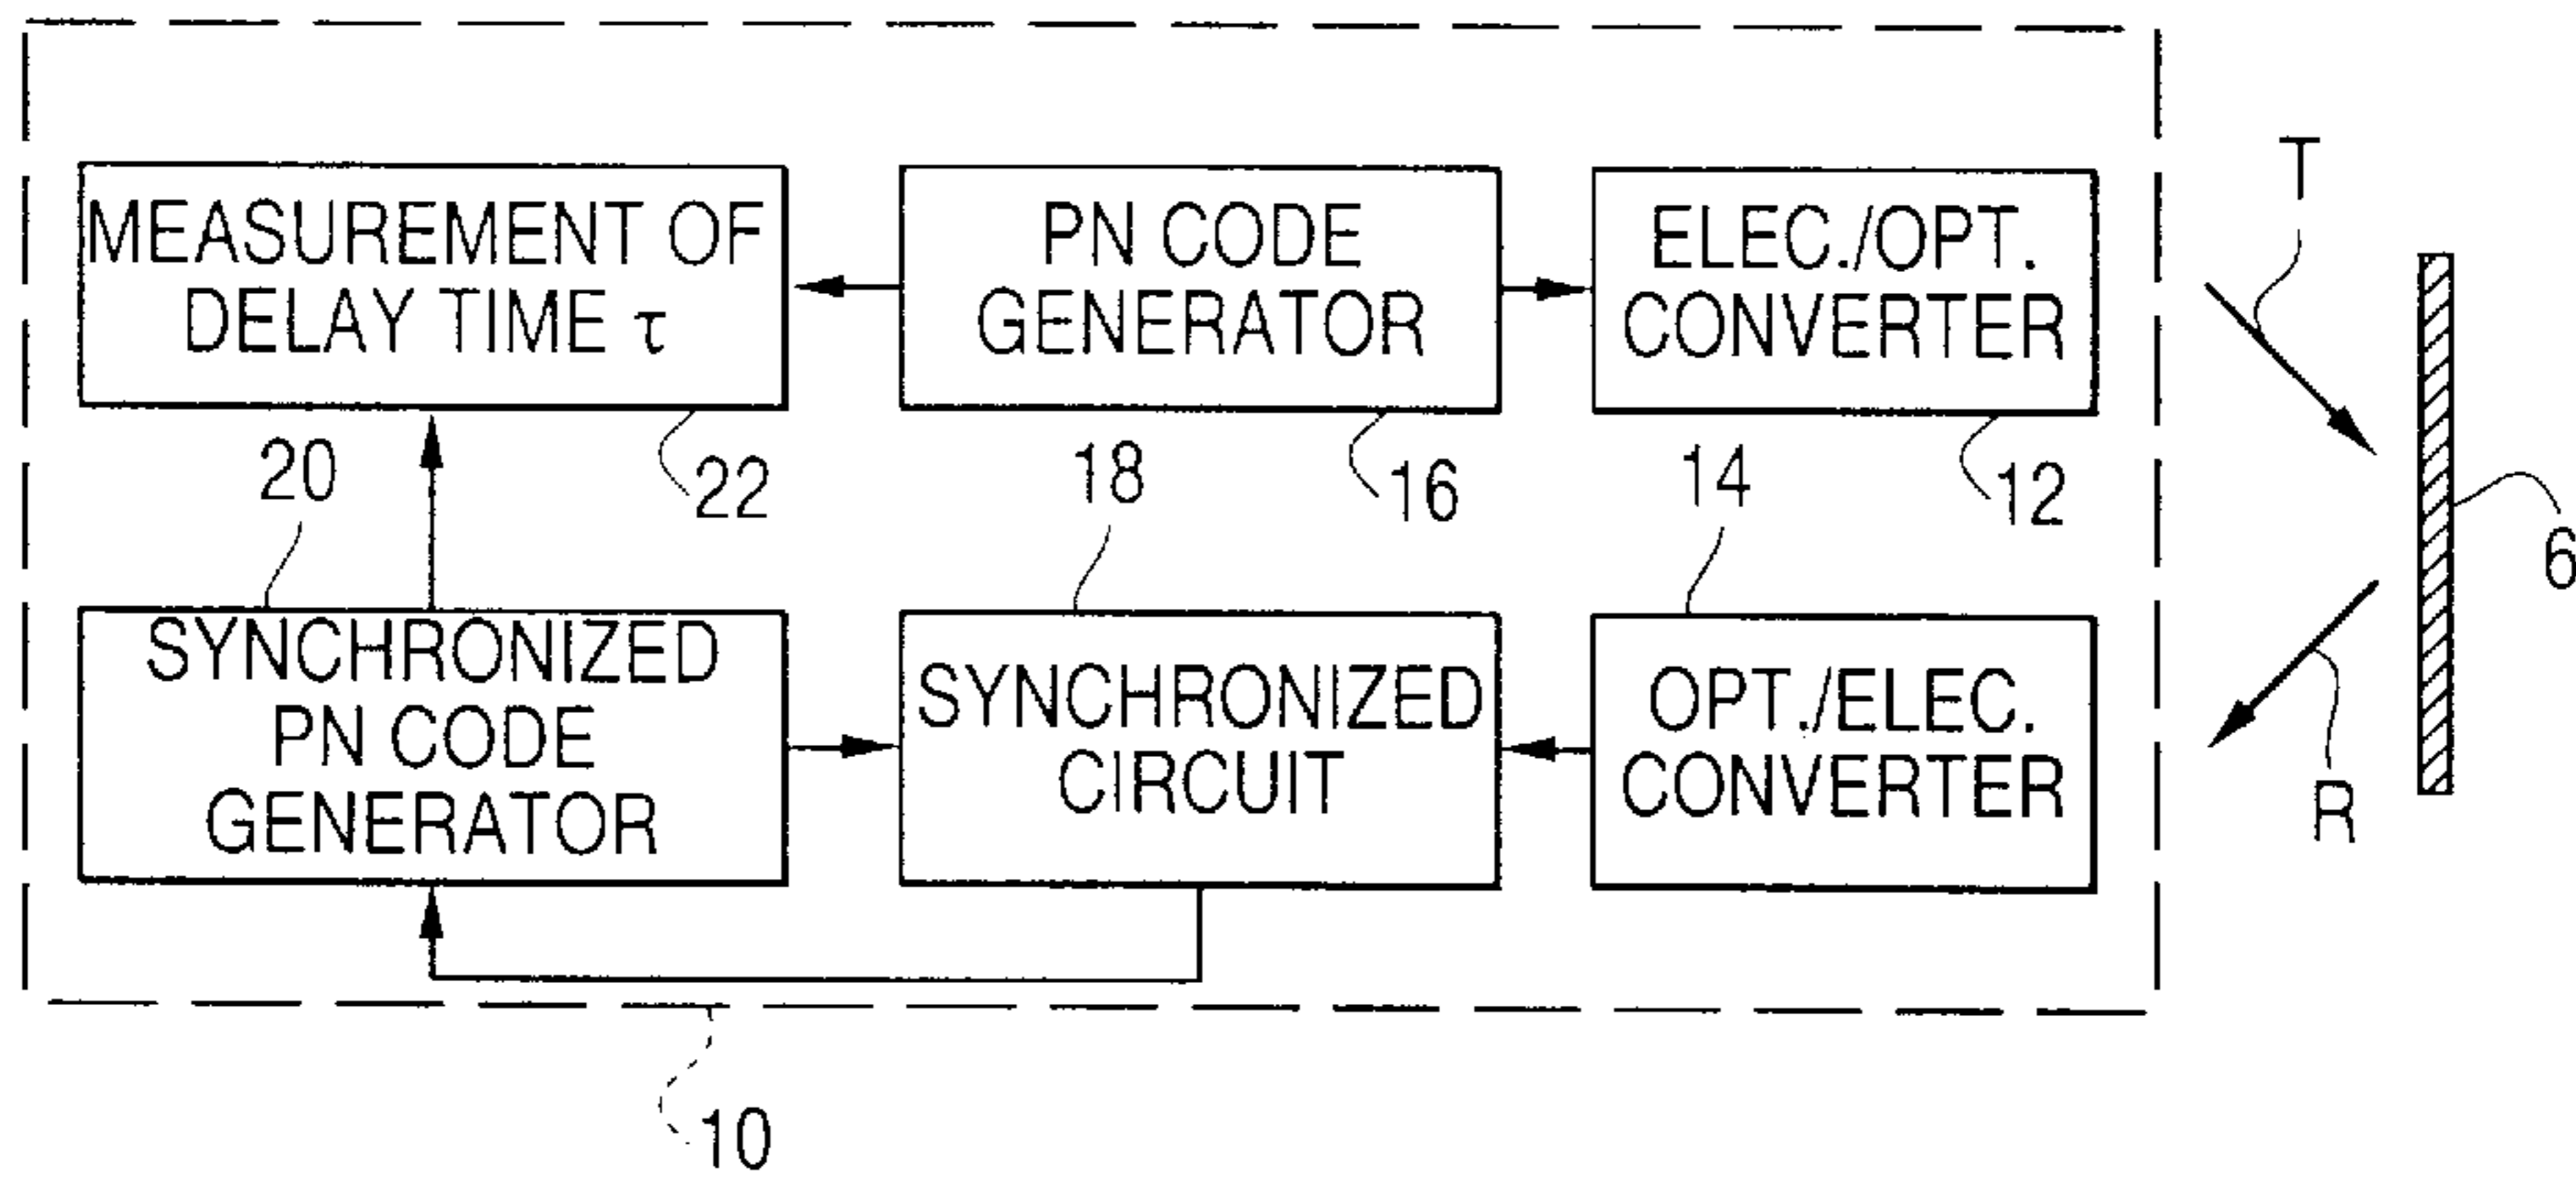 T
MEASUREMENT OF
DELAY TIME τ
PN CODE
GENERATOR
ELEC./OPT.
CONVERTER
20
22
18
16
14
12
6
SYNCHRONIZED
PN CODE
GENERATOR
SYNCHRONIZED
CIRCUIT
OPT./ELEC.
CONVERTER
R
10